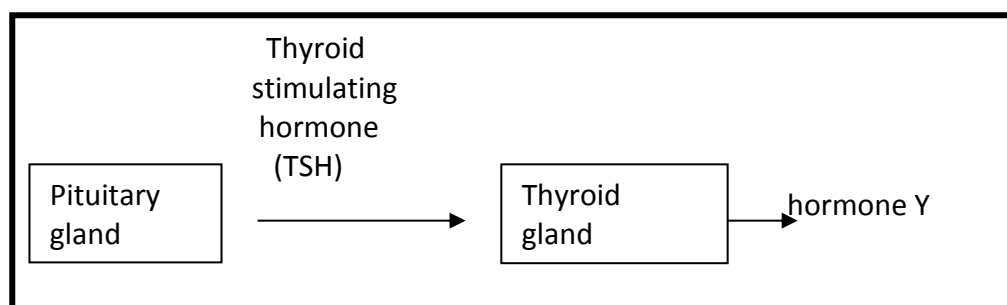 Thyroid
stimulating
hormone
(TSH)
Pituitary
gland
Thyroid
gland
hormone Y